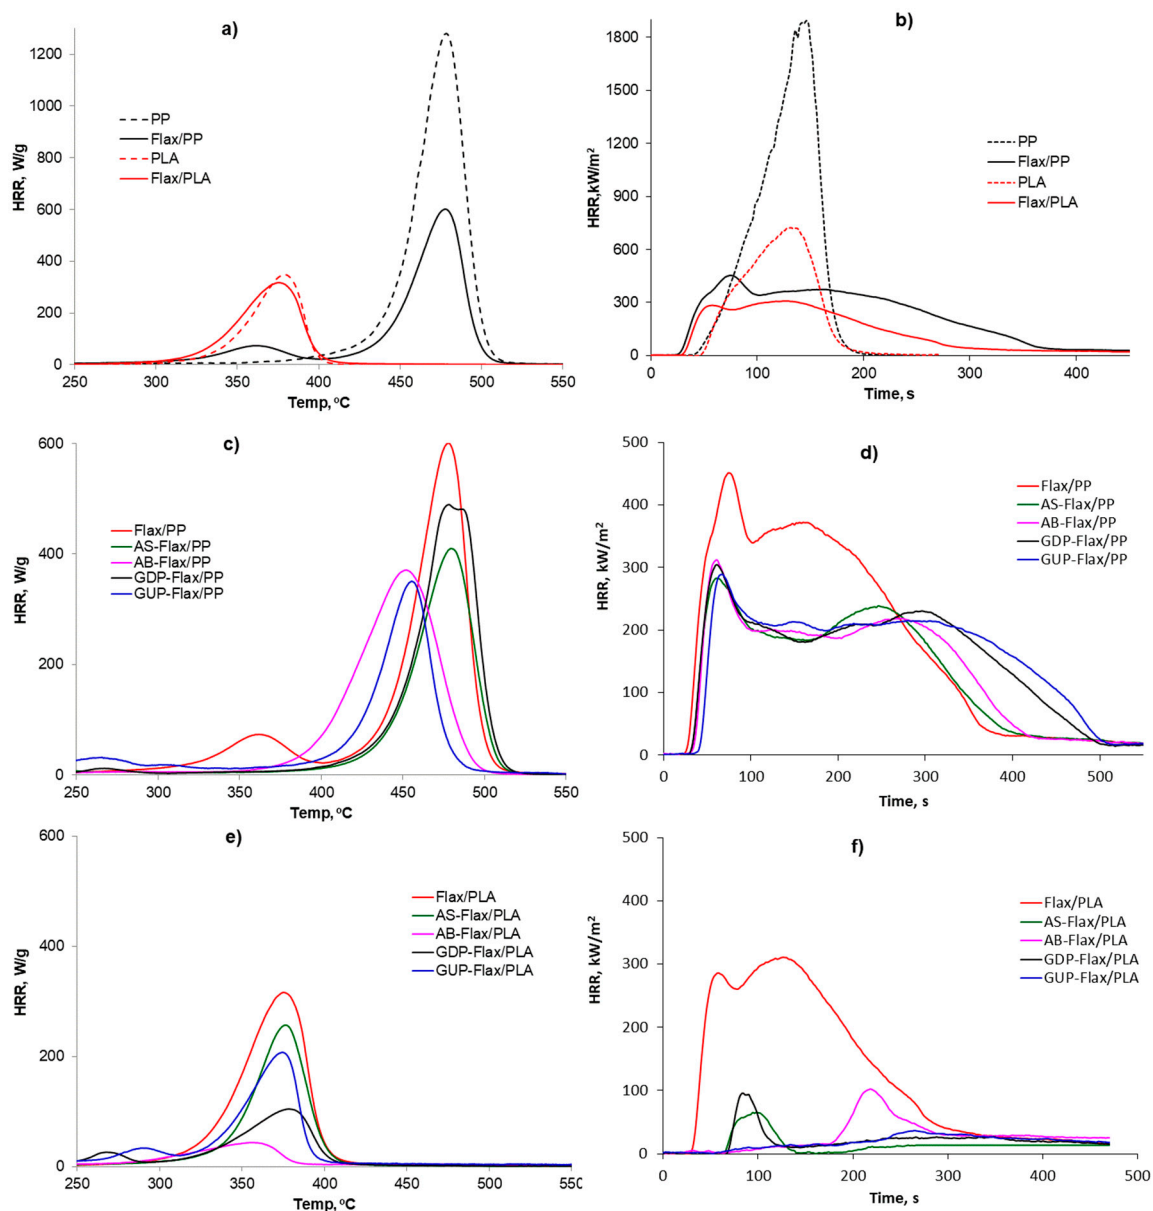 a)
1200
1000
800
600
400
200
0
HRR, W/g
PP
Flax/PP
PLA
Flax/PLA
250 300 350 400 450 500 550
Temp, °C
b)
1800
1500
1200
900
600
300
0
HRR,kW/m²
PP
Flax/PP
PLA
Flax/PLA
0 100 200 300 400
Time, s
c)
600
400
200
0
HRR, W/g
Flax/PP
AS-Flax/PP
AB-Flax/PP
GDP-Flax/PP
GUP-Flax/PP
250 300 350 400 450 500 550
Temp, °C
d)
500
400
300
200
100
0
HRR, kW/m²
Flax/PP
AS-Flax/PP
AB-Flax/PP
GDP-Flax/PP
GUP-Flax/PP
0 100 200 300 400 500
Time, s
e)
600
400
200
0
HRR, W/g
Flax/PLA
AS-Flax/PLA
AB-Flax/PLA
GDP-Flax/PLA
GUP-Flax/PLA
250 300 350 400 450 500 550
Temp, °C
f)
500
400
300
200
100
0
HRR, kW/m²
Flax/PLA
AS-Flax/PLA
AB-Flax/PLA
GDP-Flax/PLA
GUP-Flax/PLA
0 100 200 300 400 500
Time, s